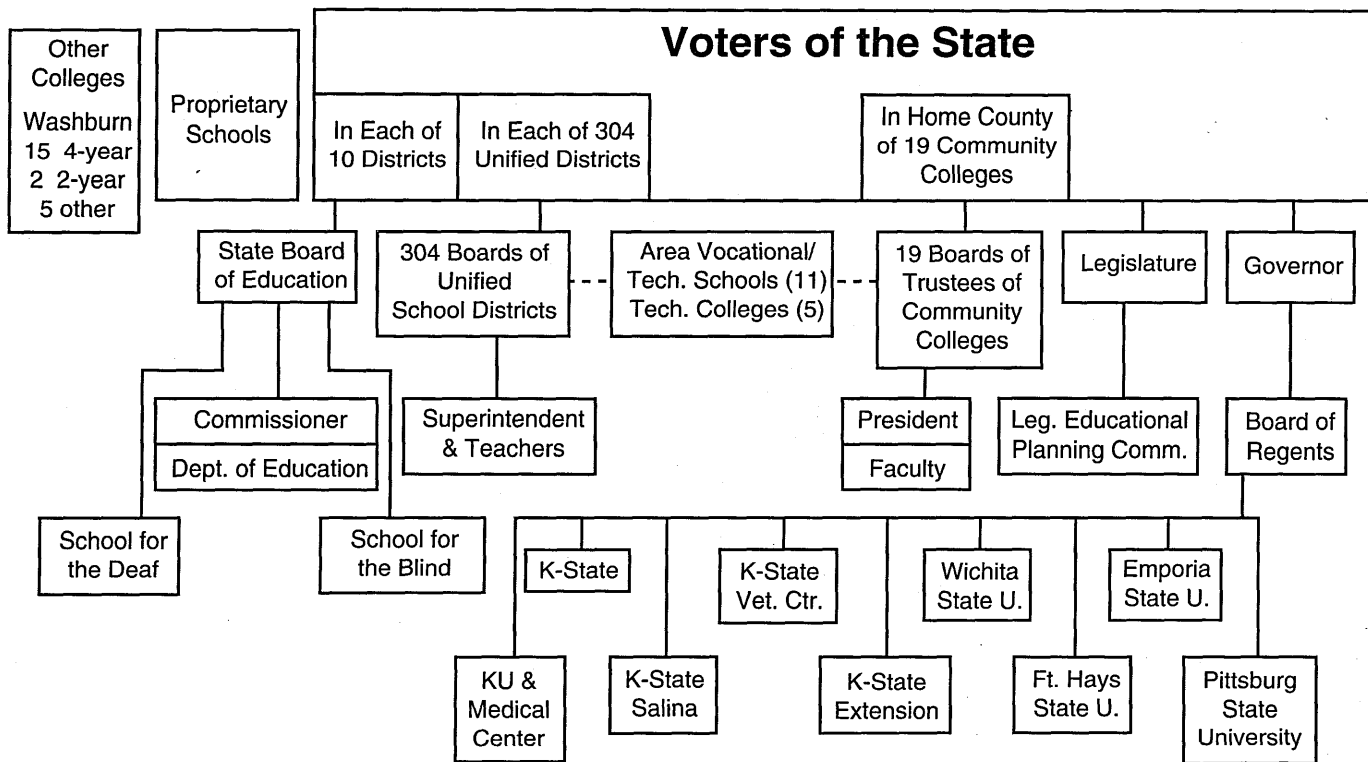 Voters of the State
Other
Colleges
Washburn
15 4-year
2 2-year
5 other
Proprietary
Schools
In Each of
10 Districts
In Each of 304
Unified Districts
In Home County
of 19 Community
Colleges
State Board
of Education
304 Boards of
Unified
School Districts
Area Vocational/
Tech. Schools (11)
Tech. Colleges (5)
19 Boards of
Trustees of
Community
Colleges
Legislature
Governor
Commissioner
Dept. of Education
Superintendent
& Teachers
President
Faculty
Leg. Educational
Planning Comm.
Board of
Regents
School for
the Deaf
School for
the Blind
K-State
K-State
Vet. Ctr.
Wichita
State U.
Emporia
State U.
KU &
Medical
Center
K-State
Salina
K-State
Extension
Ft. Hays
State U.
Pittsburg
State
University